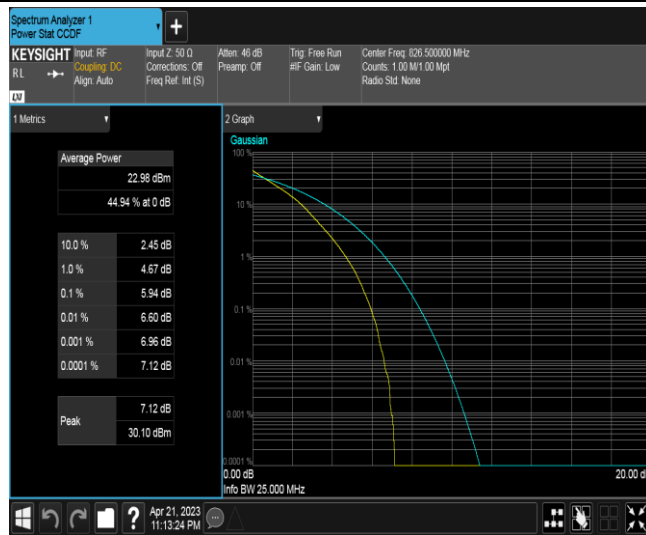 Spectrum Analyzer 1
Power Stat CCDF
KEYSIGHT
RL
LXI
Input: RF
Coupling: DC
Align: Auto
Input Z: 50 Ω
Corrections: Off
Freq Ref: Int (S)
Atten: 46 dB
Preamp: Off
Trig: Free Run
#IF Gain: Low
Center Freq: 826.500000 MHz
Counts: 1.00 M/1.00 Mpt
Radio Std: None
1 Metrics
Average Power
22.98 dBm
44.94 % at 0 dB
10.0 % 2.45 dB
1.0 % 4.67 dB
0.1 % 5.94 dB
0.01 % 6.60 dB
0.001 % 6.96 dB
0.0001 % 7.12 dB
Peak 7.12 dB
30.10 dBm
2 Graph
Gaussian
100 %
10 %
1 %
0.1 %
0.01 %
0.001 %
0.0001 %
0.00 dB 20.00 d
Info BW 25.000 MHz
?
Apr 21, 2023
11:13:24 PM